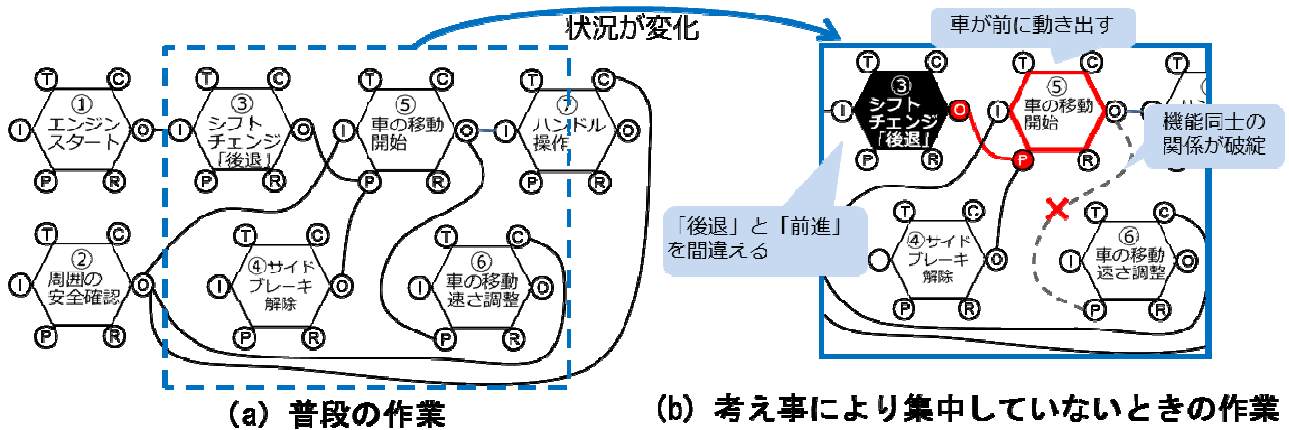 状況が変化
車が前に動き出す
T C
①
エンジン
スタート
I O
P R
T C
③
シフト
チェンジ
「後退」
I O
P R
T C
⑤
車の移動
開始
I O
P R
T C
⑦
ハンドル
操作
I O
P R
T C
②
周囲の
安全確認
I O
P R
T C
④サイド
ブレーキ
解除
I O
P R
T C
⑥
車の移動
速さ調整
I O
P R
(a) 普段の作業
T C
③
シフト
チェンジ
「後退」
I O
P R
T C
⑤
車の移動
開始
I O
P R
T
I
P
機能同士の
関係が破綻
「後退」と「前進」
を間違える
T C
④サイド
ブレーキ
解除
O
P R
T C
⑥
車の移動
速さ調整
I O
P R
(b) 考え事により集中していないときの作業